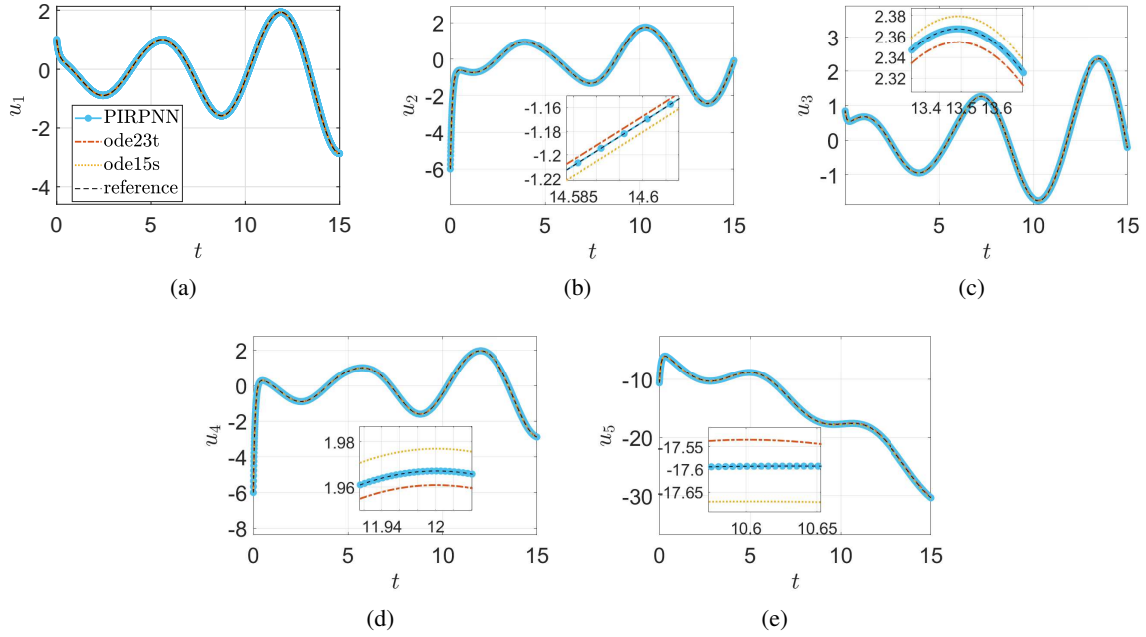 2
0
-2
-4
u1
PIRPNN
ode23t
ode15s
reference
0 5 10 15
t
(a)
2
0
-2
-4
-6
u2
-1.16
-1.18
-1.2
-1.22
14.585 14.6
0 5 10 15
t
(b)
3
2
1
0
-1
u3
2.38
2.36
2.34
2.33
13.4 13.5 13.6
5 10 15
t
(c)
2
0
-2
-4
-6
-8
u4
1.98
1.96
11.94 12
0 5 10 15
t
(d)
-10
-20
-30
u5
-17.55
-17.6
-17.65
10.6 10.65
0 5 10 15
t
(e)